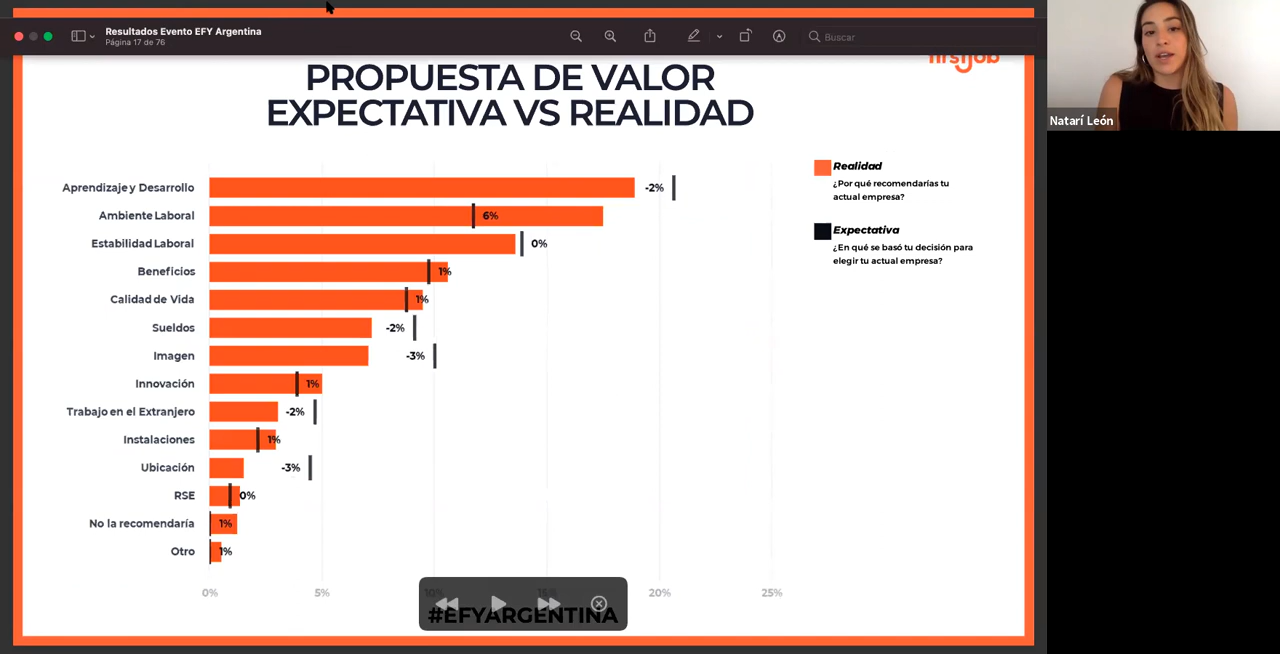 Resultados Evento EFY Argentina
Página 17 de 76
Buscar
firstjob
PROPUESTA DE VALOR
EXPECTATIVA VS REALIDAD
Natarí León
Realidad
¿Por qué recomendarías tu
actual empresa?
Expectativa
¿En qué se basó tu decisión para
elegir tu actual empresa?
Aprendizaje y Desarrollo -2%
Ambiente Laboral 6%
Estabilidad Laboral 0%
Beneficios 1%
Calidad de Vida 1%
Sueldos -2%
Imagen -3%
Innovación 1%
Trabajo en el Extranjero -2%
Instalaciones 1%
Ubicación -3%
RSE 0%
No la recomendaría 1%
Otro 1%
0% 5% 10% 15% 20% 25%
#EFYARGENTINA